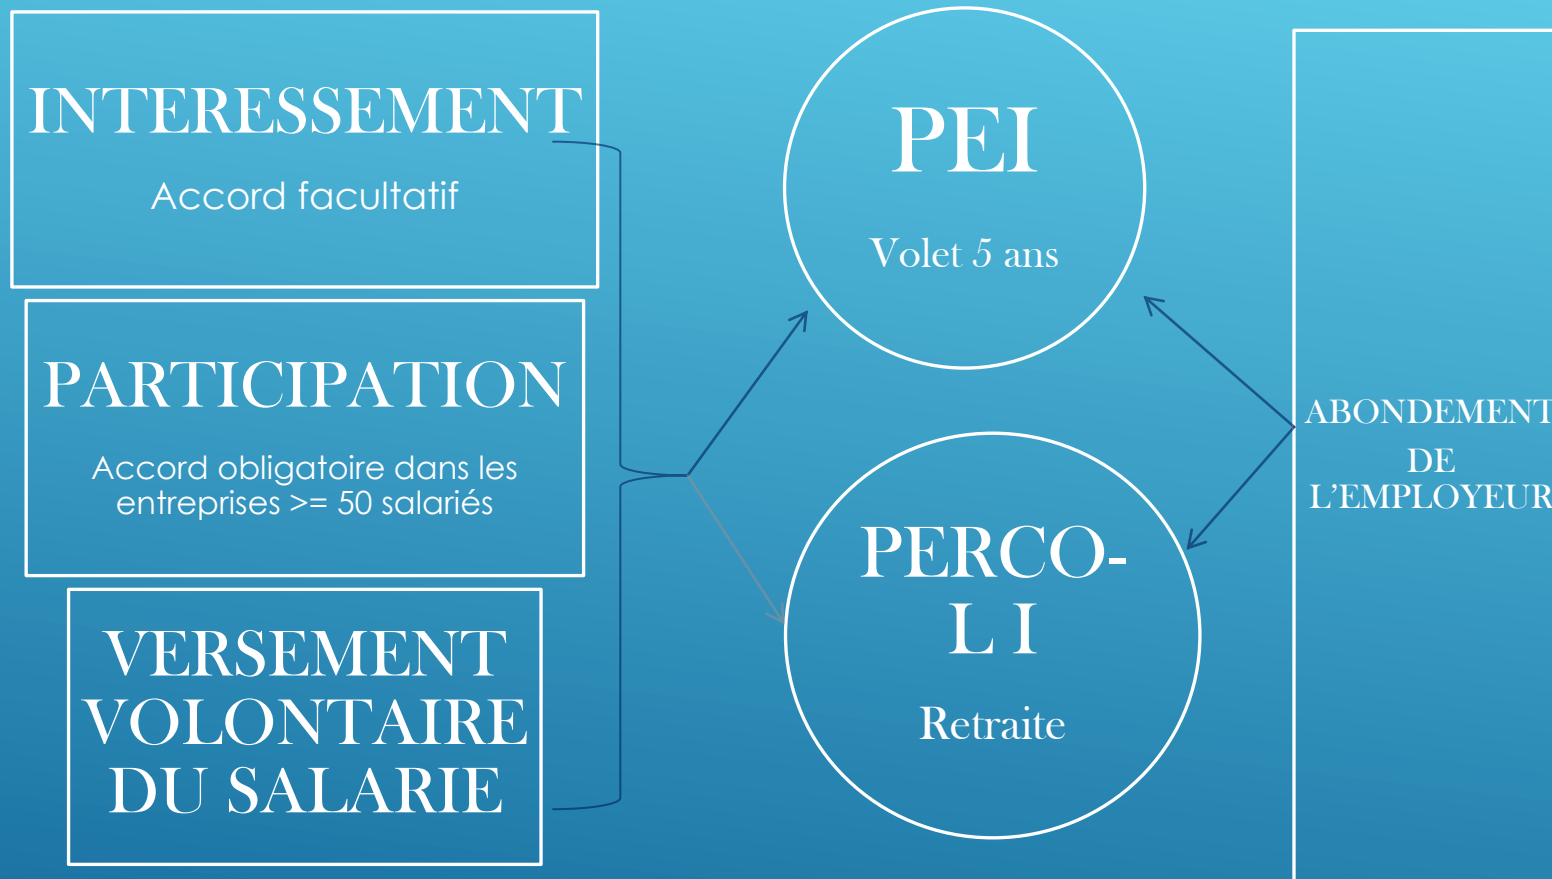 INTERESSEMENT
Accord facultatif
PARTICIPATION
Accord obligatoire dans les
entreprises >= 50 salariés
VERSEMENT
VOLONTAIRE
DU SALARIE
PEI
Volet 5 ans
PERCO-
L I
Retraite
ABONDEMENT
DE
L’EMPLOYEUR